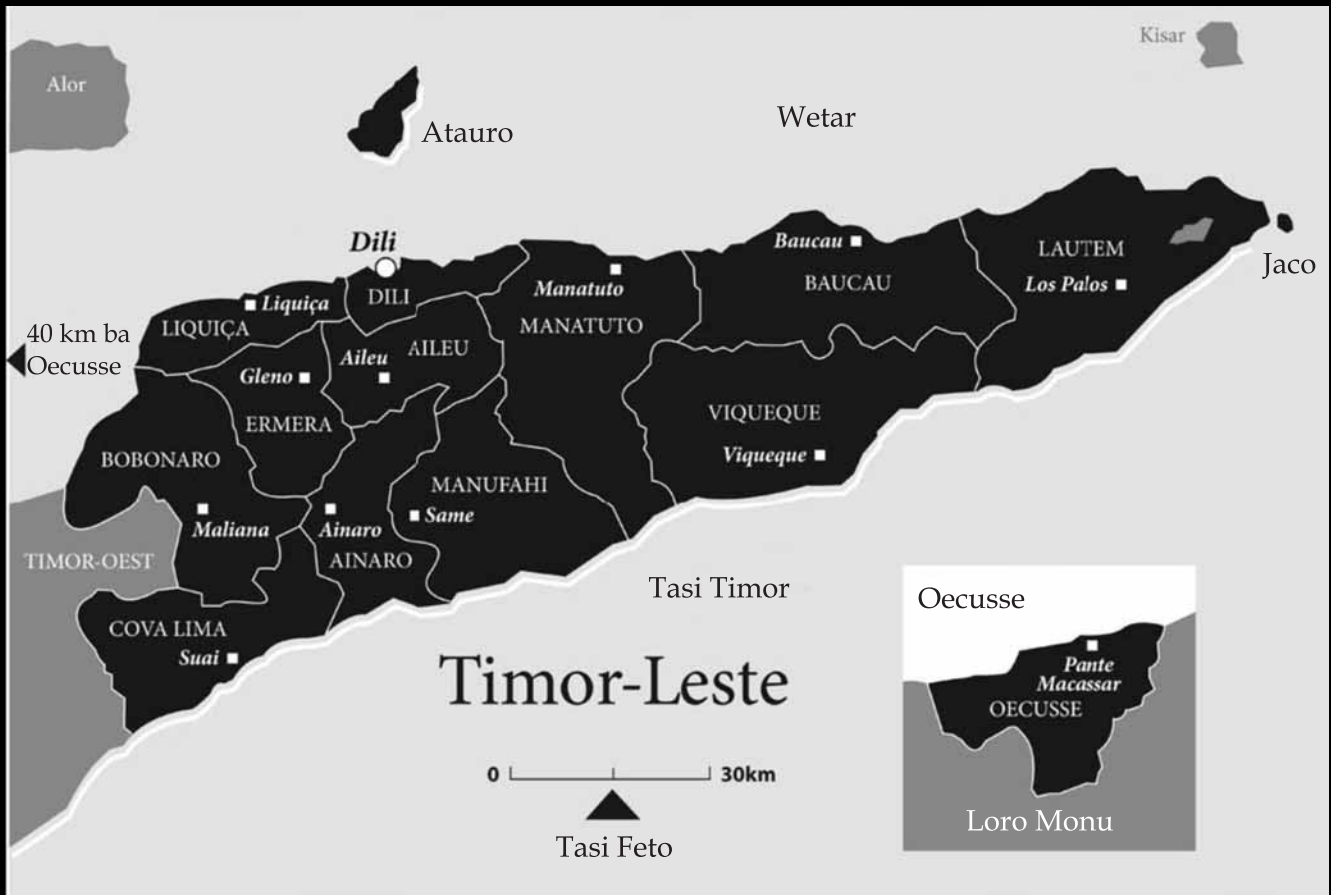 Kisar
Alor
Wetar
Atauro
Dili
Baucau
LAUTEM
Jaco
Manatuto
BAUCAU
Los Palos
Liquiça
DILI
LIQUIÇA
MANATUTO
40 km ba
Oecusse
Aileu
AILEU
Gleno
ERMERA
VIQUEQUE
BOBONARO
Viqueque
MANUFAHI
Maliana
Ainaro
Same
TIMOR-OEST
AINARO
Tasi Timor
Oecusse
COVA LIMA
Suai
Timor-Leste
Pante
Macassar
OECUSSE
0 30km
Loro Monu
Tasi Feto